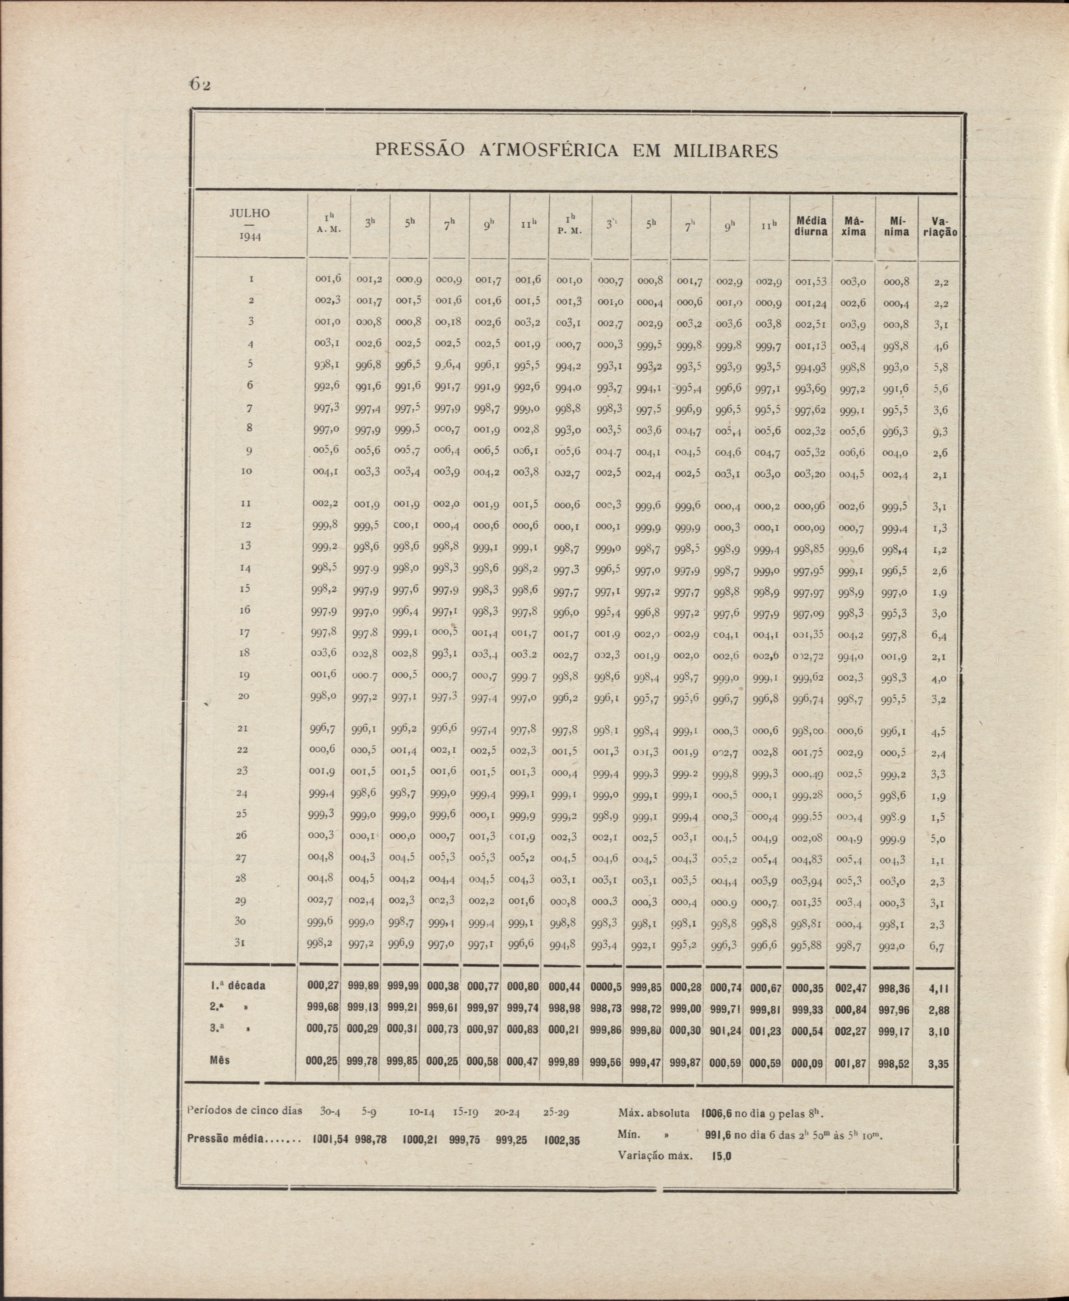 62
PRESSÃO ATMOSFÉRICA EM MILIBARES
JULHO — 1944 1h A. M. 3h 5h 7h 9h 11h 1h P. M. 3h 5h 7h 9h 11h Média diurna Má-xima Mí-nima Va-riação
1 001,6 001,2 000,9 000,9 001,7 001,6 001,0 000,7 000,8 001,7 002,9 002,9 001,53 003,0 000,8 2,2
2 002,3 001,7 001,5 001,6 001,6 001,5 001,3 001,0 000,4 000,6 001,0 000,9 001,24 002,6 000,4 2,2
3 001,0 000,8 000,8 00,18 002,6 003,2 003,1 002,7 002,9 003,2 003,6 003,8 002,51 003,9 000,8 3,1
4 003,1 002,6 002,5 002,5 002,5 001,9 000,7 000,3 999,5 999,8 999,8 999,7 001,13 003,4 998,8 4,6
5 998,1 996,8 996,5 996,4 996,1 995,5 994,2 993,1 993,2 993,5 993,9 993,5 994,93 998,8 993,0 5,8
6 992,6 991,6 991,6 991,7 991,9 992,6 994,0 993,7 994,1 995,4 996,6 997,1 993,69 997,2 991,6 5,6
7 997,3 997,4 997,5 997,9 998,7 999,0 998,8 998,3 997,5 996,9 996,5 995,5 997,62 999,1 995,5 3,6
8 997,0 997,9 999,5 000,7 001,9 002,8 993,0 003,5 003,6 004,7 005,4 005,6 002,32 005,6 996,3 9,3
9 005,6 005,6 005,7 006,4 006,5 006,1 005,6 004,7 004,1 004,5 004,6 004,7 005,32 006,6 004,0 2,6
10 004,1 003,3 003,4 003,9 004,2 003,8 002,7 002,5 002,4 002,5 003,1 003,0 003,20 004,5 002,4 2,1
11 002,2 001,9 001,9 002,0 001,9 001,5 000,6 000,3 999,6 999,6 000,4 000,2 000,96 002,6 999,5 3,1
12 999,8 999,5 000,1 000,4 000,6 000,6 000,1 000,1 999,9 999,9 000,3 000,1 000,09 000,7 999,4 1,3
13 999,2 998,6 998,6 998,8 999,1 999,1 998,7 999,0 998,7 998,5 998,9 999,4 998,85 999,6 998,4 1,2
14 998,5 997,9 998,0 998,3 998,6 998,2 997,3 996,5 997,0 997,9 998,7 999,0 997,95 999,1 996,5 2,6
15 998,2 997,9 997,6 997,9 998,3 998,6 997,7 997,1 997,2 997,7 998,8 998,9 997,97 998,9 997,0 1,9
16 997,9 997,0 996,4 997,1 998,3 997,8 996,0 995,4 996,8 997,2 997,6 997,9 997,09 998,3 995,3 3,0
17 997,8 997,8 999,1 000,5 001,4 001,7 001,7 001,9 002,0 002,9 004,1 004,1 001,35 004,2 997,8 6,4
18 003,6 002,8 002,8 993,1 003,4 003,2 002,7 002,3 001,9 002,0 002,6 002,6 002,72 994,0 001,9 2,1
19 001,6 000,7 000,5 000,7 000,7 999,7 998,8 998,6 998,4 998,7 999,0 999,1 999,62 002,3 998,3 4,0
20 998,0 997,2 997,1 997,3 997,4 997,0 996,2 996,1 995,7 995,6 996,7 996,8 996,74 998,7 995,5 3,2
21 996,7 996,1 996,2 996,6 997,4 997,8 997,8 998,1 998,4 999,1 000,3 000,6 998,00 000,6 996,1 4,5
22 000,6 000,5 001,4 002,1 002,5 002,3 001,5 001,3 001,3 001,9 002,7 002,8 001,75 002,9 000,5 2,4
23 001,9 001,5 001,5 001,6 001,5 001,3 000,4 999,4 999,3 999,2 999,8 999,3 000,49 002,5 999,2 3,3
24 999,4 998,6 998,7 999,0 999,4 999,1 999,1 999,0 999,1 999,1 000,5 000,1 999,28 000,5 998,6 1,9
25 999,3 999,0 999,0 999,6 000,1 999,9 999,2 998,9 999,1 999,4 000,3 000,4 999,55 000,4 998,9 1,5
26 000,3 000,1 000,0 000,7 001,3 001,9 002,3 002,1 002,5 003,1 004,5 004,9 002,08 004,9 999,9 5,0
27 004,8 004,3 004,5 005,3 005,3 005,2 004,5 004,6 004,5 004,3 005,2 005,4 004,83 005,4 004,3 1,1
28 004,8 004,5 004,2 004,4 004,5 004,3 003,1 003,1 003,1 003,5 004,4 003,9 003,94 005,3 003,0 2,3
29 002,7 002,4 002,3 002,3 002,2 001,6 000,8 000,3 000,3 000,4 000,9 000,7 001,35 003,4 000,3 3,1
30 999,6 999,0 998,7 999,4 999,4 999,1 998,8 998,3 998,1 998,1 998,8 998,8 998,81 000,4 998,1 2,3
31 998,2 997,2 996,9 997,0 997,1 996,6 994,8 993,4 992,1 995,2 996,3 996,6 995,88 998,7 992,0 6,7
1.ª década 000,27 999,89 999,99 000,38 000,77 000,80 000,44 0000,5 999,85 000,28 000,74 000,67 000,35 002,47 998,36 4,11
2.ª » 999,68 999,13 999,21 999,61 999,97 999,74 998,98 998,73 998,72 999,00 999,71 999,81 999,33 000,84 997,96 2,88
3.ª » 000,75 000,29 000,31 000,73 000,97 000,83 000,21 999,86 999,80 000,30 901,24 001,23 000,54 002,27 999,17 3,10
Mês 000,25 999,78 999,85 000,25 000,58 000,47 999,89 999,56 999,47 999,87 000,59 000,59 000,09 001,87 998,52 3,35
Períodos de cinco dias 30-4 5-9 10-14 15-19 20-24 25-29 Máx. absoluta 1006,6 no dia 9 pelas 8h.
Pressão média....... 1001,54 998,78 1000,21 999,75 999,25 1002,35 Mín. » 991,6 no dia 6 das 2h 50m às 5h 10m.
Variação máx. 15,0